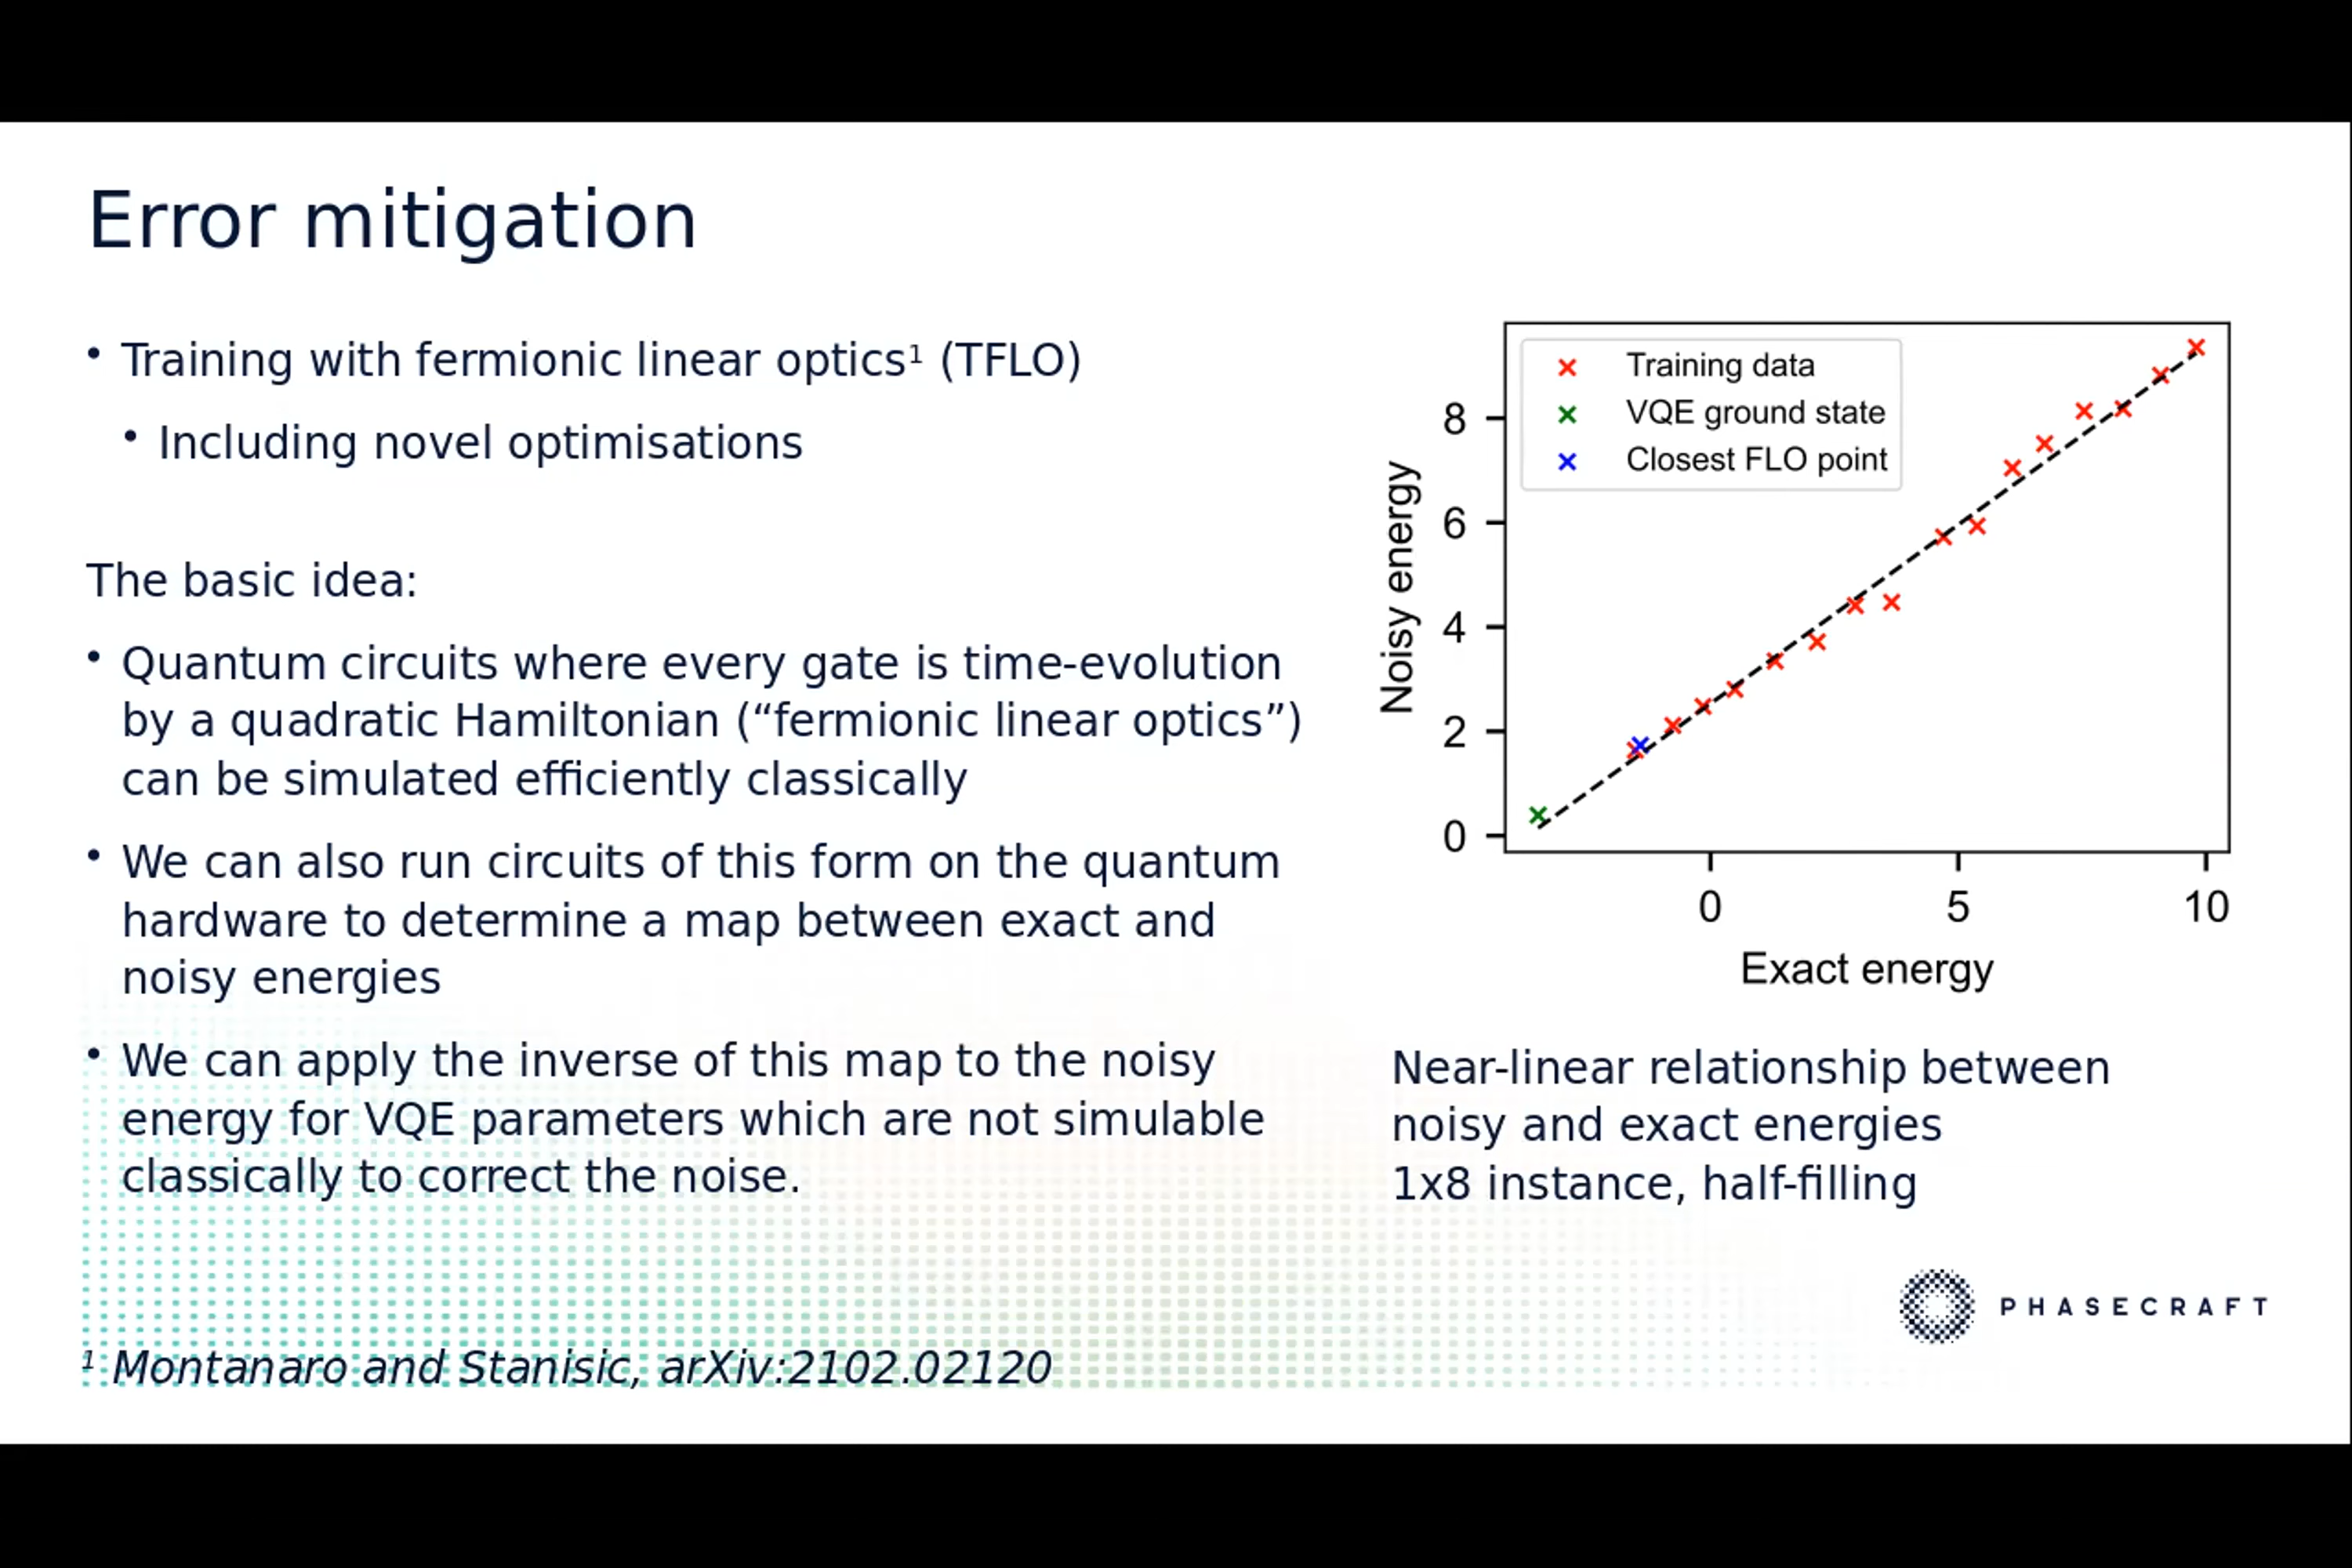 Error mitigation
• Training with fermionic linear optics¹ (TFLO)
• Including novel optimisations
The basic idea:
• Quantum circuits where every gate is time-evolution
by a quadratic Hamiltonian (“fermionic linear optics”)
can be simulated efficiently classically
• We can also run circuits of this form on the quantum
hardware to determine a map between exact and
noisy energies
• We can apply the inverse of this map to the noisy
energy for VQE parameters which are not simulable
classically to correct the noise.
¹ Montanaro and Stanisic, arXiv:2102.02120
Training data
VQE ground state
Closest FLO point
Noisy energy
8
6
4
2
0
0 5 10
Exact energy
Near-linear relationship between
noisy and exact energies
1x8 instance, half-filling
PHASECRAFT